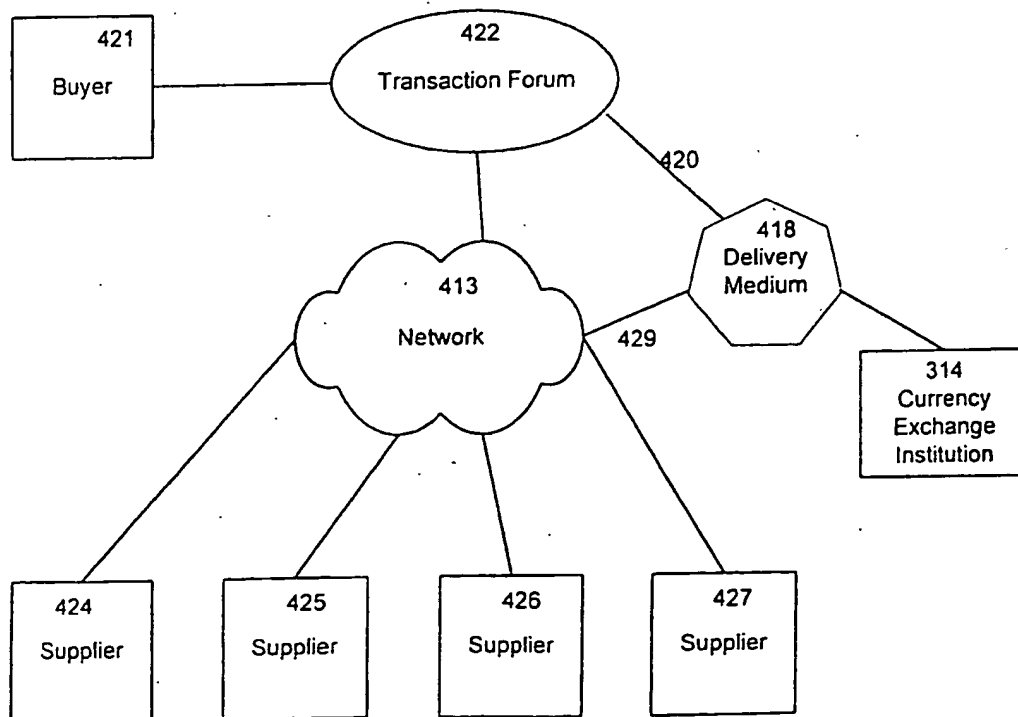 421
Buyer
422
Transaction Forum
420
418
Delivery
Medium
413
Network
429
314
Currency
Exchange
Institution
424
Supplier
425
Supplier
426
Supplier
427
Supplier